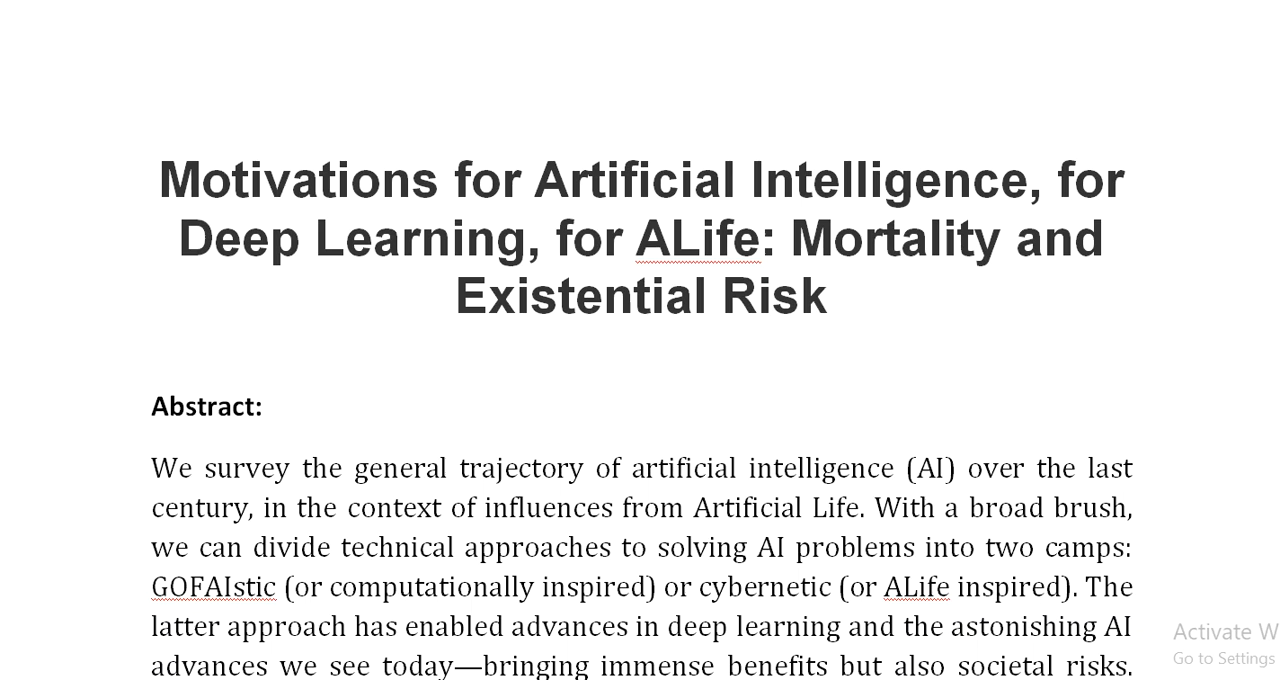 Motivations for Artificial Intelligence, for
Deep Learning, for ALife: Mortality and
Existential Risk
Abstract:
We survey the general trajectory of artificial intelligence (AI) over the last
century, in the context of influences from Artificial Life. With a broad brush,
we can divide technical approaches to solving AI problems into two camps:
GOFAIstic (or computationally inspired) or cybernetic (or ALife inspired). The
latter approach has enabled advances in deep learning and the astonishing AI
advances we see today—bringing immense benefits but also societal risks.
Activate W
Go to Settings